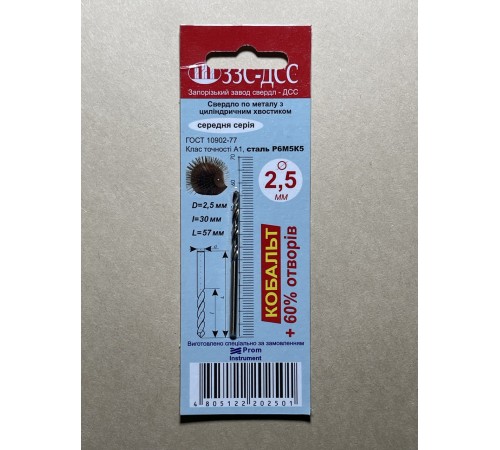 ЗЗС-ДСС
Запорізький завод свердл - ДСС
Свердло по металу з
циліндричним хвостиком
середня серія
ГОСТ 10902-77
Клас точності А1, сталь Р6М5К5
70
60
2,5
мм
D=2,5 мм
l=30 мм
L=57 мм
КОБАЛЬТ
+ 60% отворів
Виготовлено спеціально за замовленням
Prom
Instrument
4 805122 202501